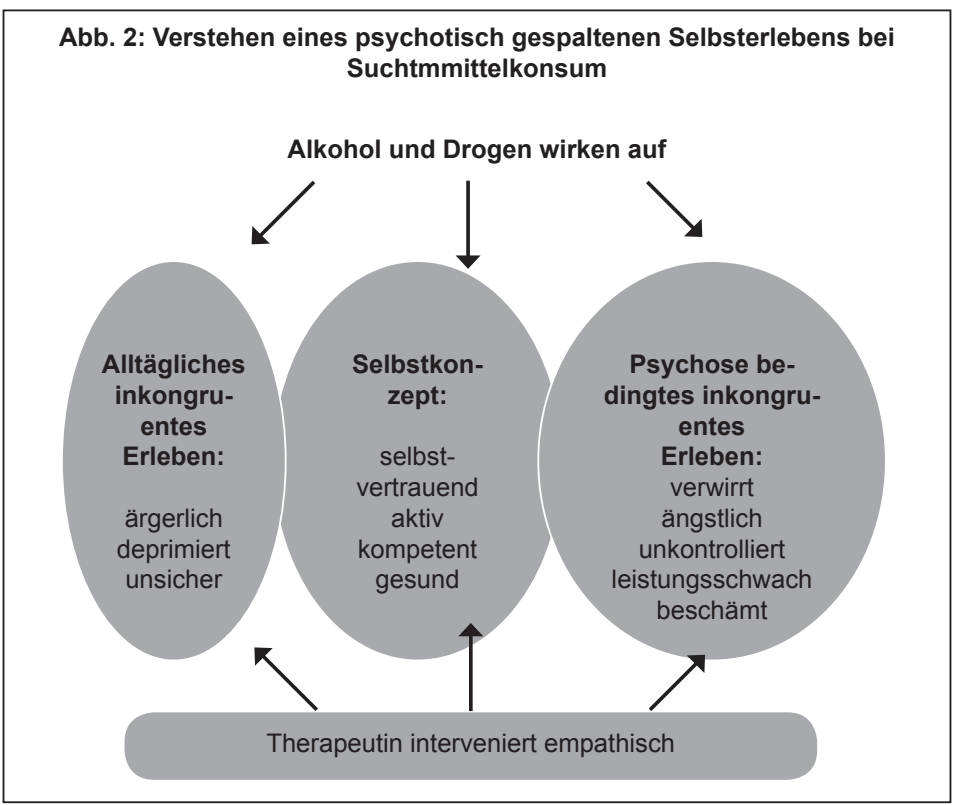 Abb. 2: Verstehen eines psychotisch gespaltenen Selbsterlebens bei
Suchtmmittelkonsum
Alkohol und Drogen wirken auf
Alltägliches
inkongru-
entes
Erleben:
ärgerlich
deprimiert
unsicher
Selbstkon-
zept:
selbst-
vertrauend
aktiv
kompetent
gesund
Psychose be-
dingtes inkongru-
entes
Erleben:
verwirrt
ängstlich
unkontrolliert
leistungsschwach
beschämt
Therapeutin interveniert empathisch